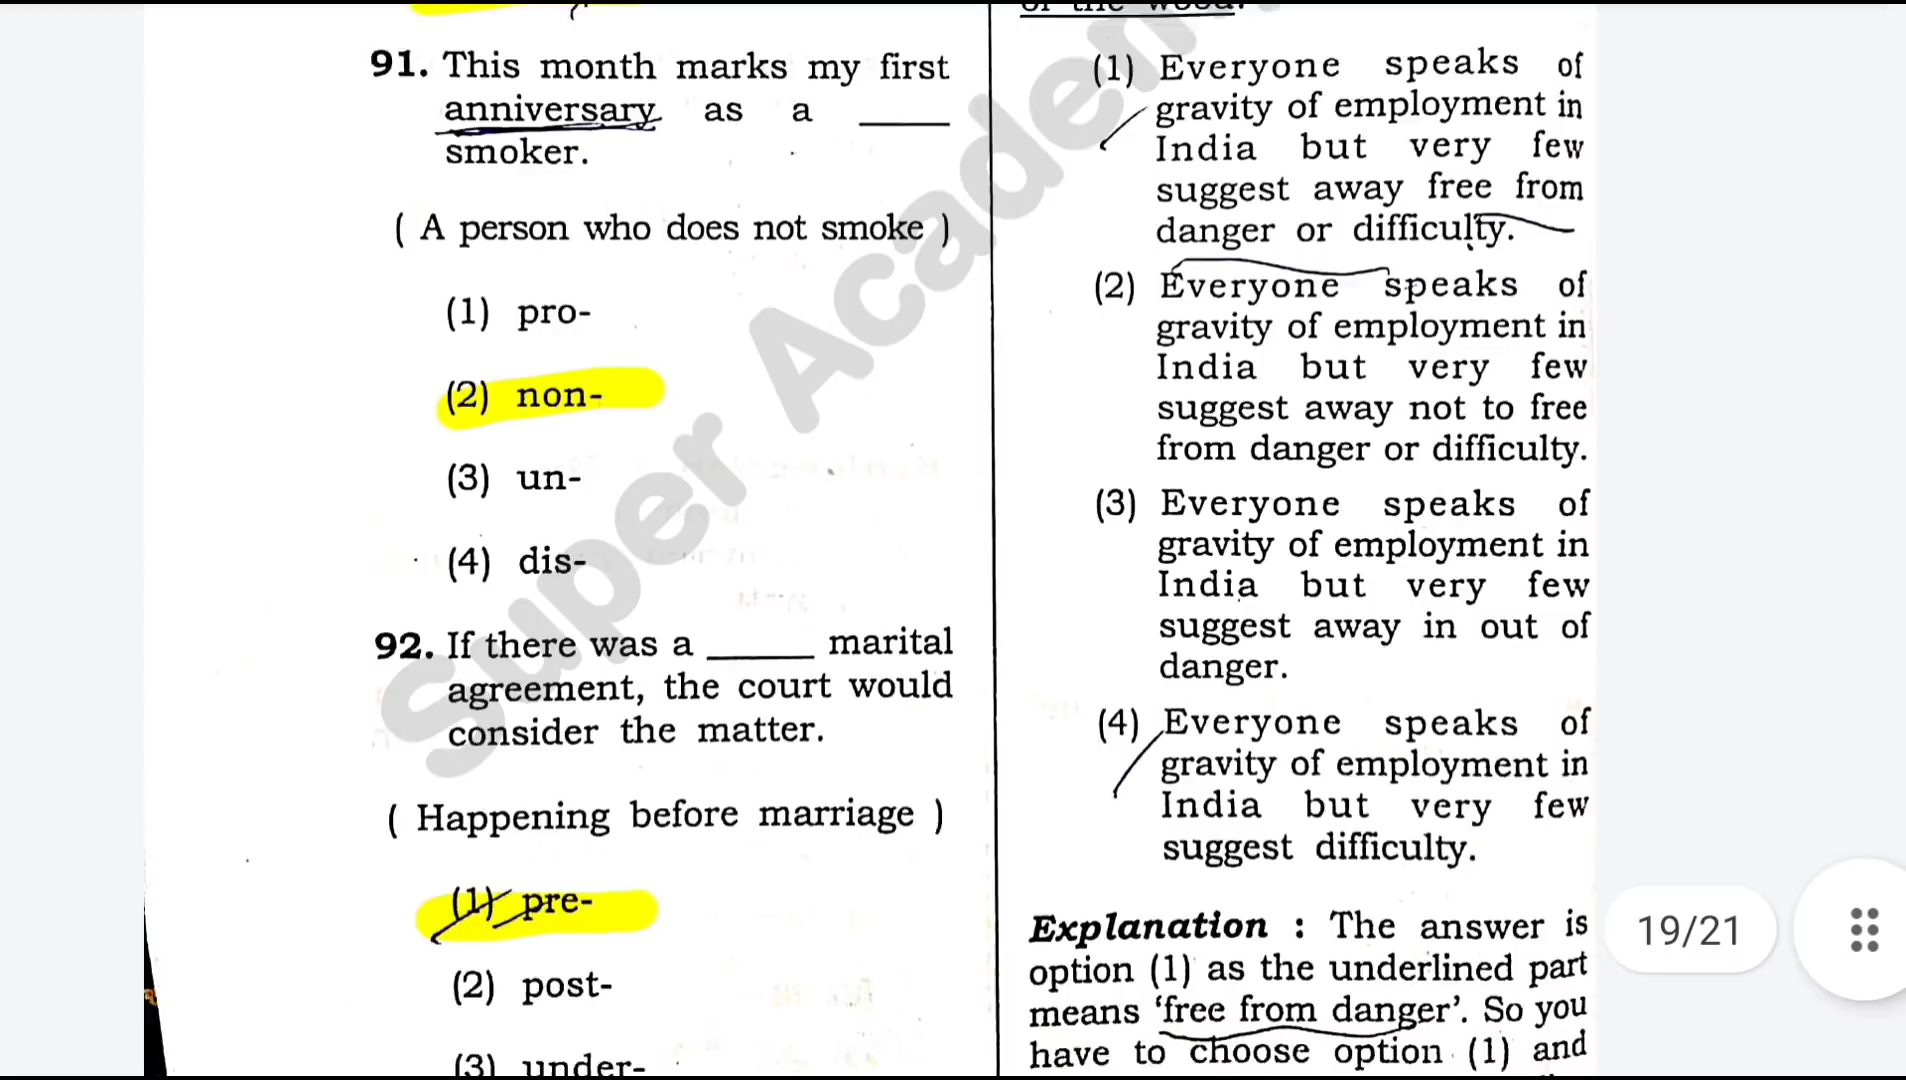 91. This month marks my first
anniversary as a ____
smoker.
( A person who does not smoke )
(1) pro-
(2) non-
(3) un-
(4) dis-
92. If there was a ____ marital
agreement, the court would
consider the matter.
( Happening before marriage )
(1) pre-
(2) post-
(3) under-
of the wood.
(1) Everyone speaks of
gravity of employment in
India but very few
suggest away free from
danger or difficulty.
(2) Everyone speaks of
gravity of employment in
India but very few
suggest away not to free
from danger or difficulty.
(3) Everyone speaks of
gravity of employment in
India but very few
suggest away in out of
danger.
(4) Everyone speaks of
gravity of employment in
India but very few
suggest difficulty.
Explanation : The answer is
option (1) as the underlined part
means ‘free from danger’. So you
have to choose option (1) and
Super Academy
19/21